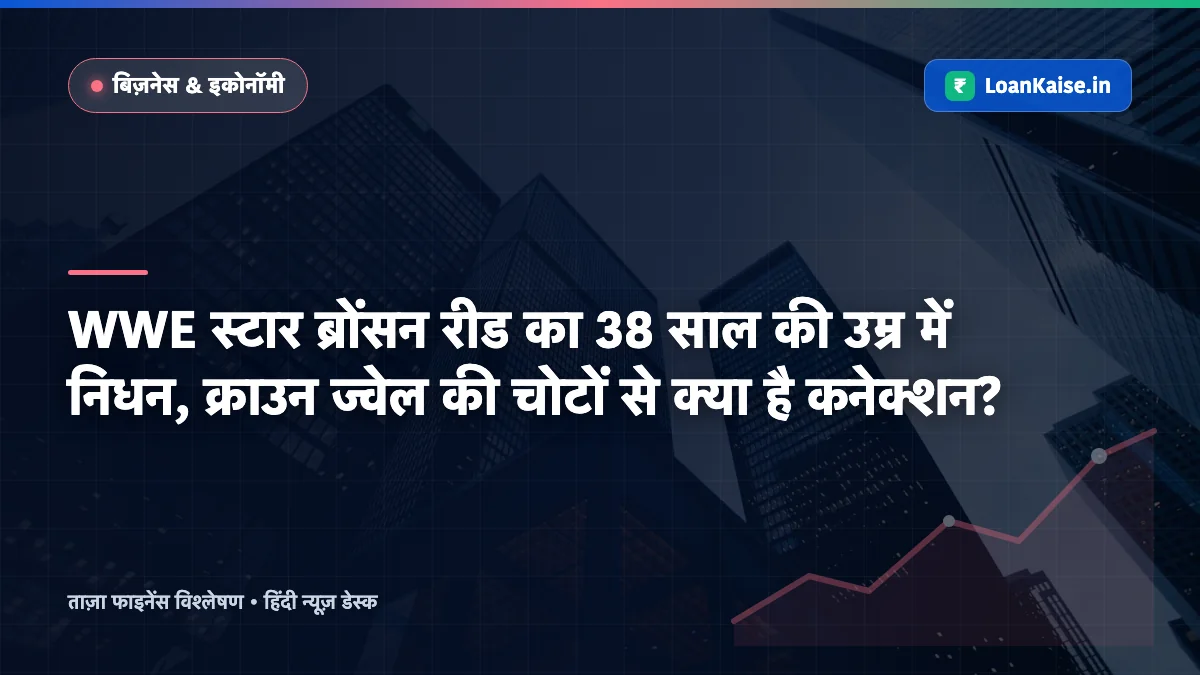 बिज़नेस & इकोनॉमी
₹ LoanKaise.in
WWE स्टार ब्रोंसन रीड का 38 साल की उम्र में
निधन, क्राउन ज्वेल की चोटों से क्या है कनेक्शन?
ताज़ा फाइनेंस विश्लेषण • हिंदी न्यूज़ डेस्क